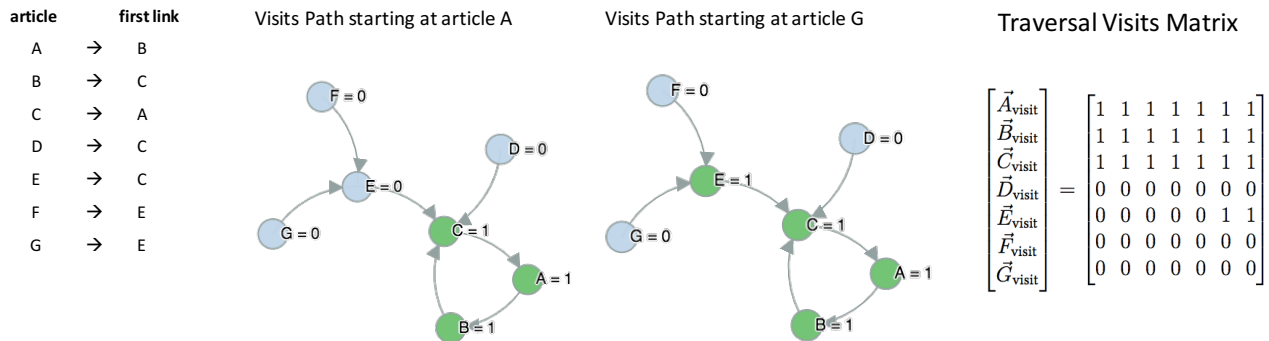 article → first link
A → B
B → C
C → A
D → C
E → C
F → E
G → E
Visits Path starting at article A
F = 0
D = 0
E = 0
G = 0
C = 1
A = 1
B = 1
Visits Path starting at article G
F = 0
D = 0
E = 1
G = 0
C = 1
A = 1
B = 1
Traversal Visits Matrix
A⃗visit 1 1 1 1 1 1 1
B⃗visit 1 1 1 1 1 1 1
C⃗visit 1 1 1 1 1 1 1
D⃗visit = 0 0 0 0 0 0 0
E⃗visit 0 0 0 0 0 1 1
F⃗visit 0 0 0 0 0 0 0
G⃗visit 0 0 0 0 0 0 0